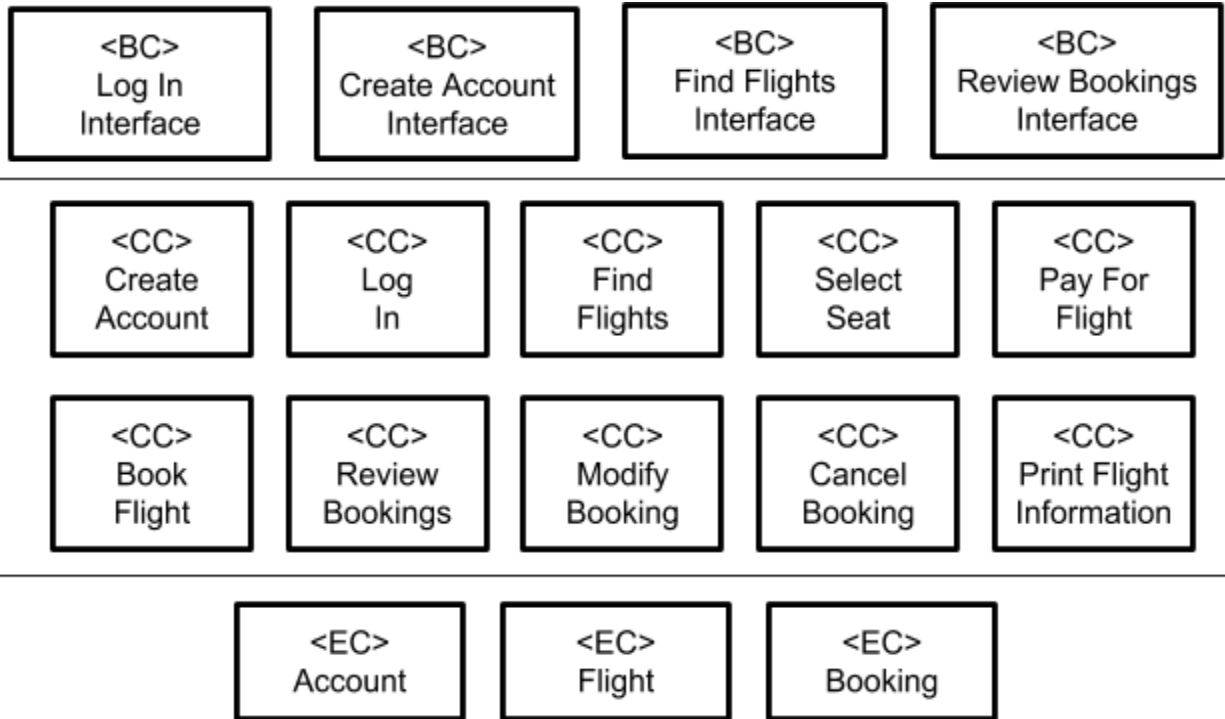 <BC>
Log In
Interface
<BC>
Create Account
Interface
<BC>
Find Flights
Interface
<BC>
Review Bookings
Interface
<CC>
Create
Account
<CC>
Log
In
<CC>
Find
Flights
<CC>
Select
Seat
<CC>
Pay For
Flight
<CC>
Book
Flight
<CC>
Review
Bookings
<CC>
Modify
Booking
<CC>
Cancel
Booking
<CC>
Print Flight
Information
<EC>
Account
<EC>
Flight
<EC>
Booking